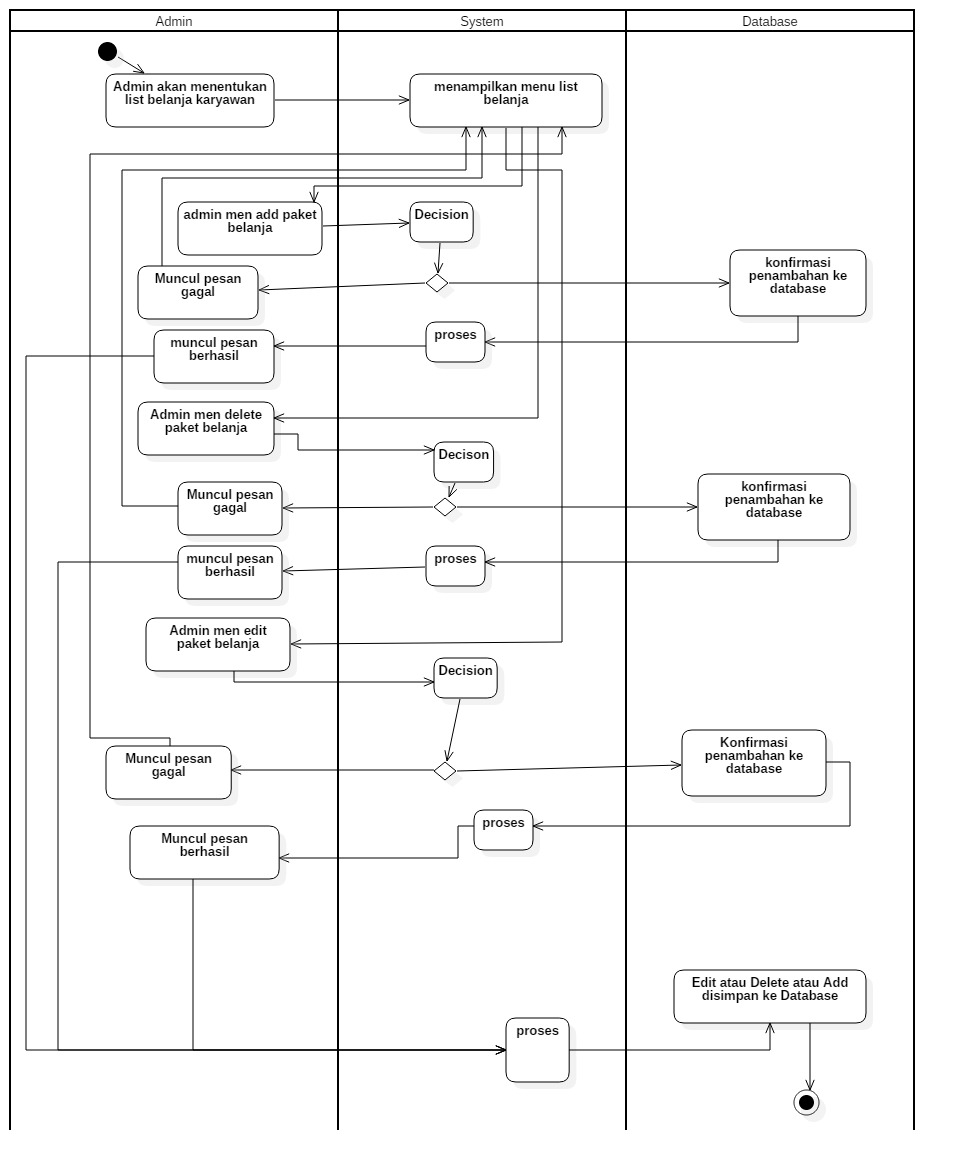 Admin
System
Database
Admin akan menentukan
list belanja karyawan
menampilkan menu list
belanja
admin men add paket
belanja
Decision
Muncul pesan
gagal
konfirmasi
penambahan ke
database
muncul pesan
berhasil
proses
Admin men delete
paket belanja
Decison
Muncul pesan
gagal
konfirmasi
penambahan ke
database
muncul pesan
berhasil
proses
Admin men edit
paket belanja
Decision
Muncul pesan
gagal
Konfirmasi
penambahan ke
database
proses
Muncul pesan
berhasil
Edit atau Delete atau Add
disimpan ke Database
proses